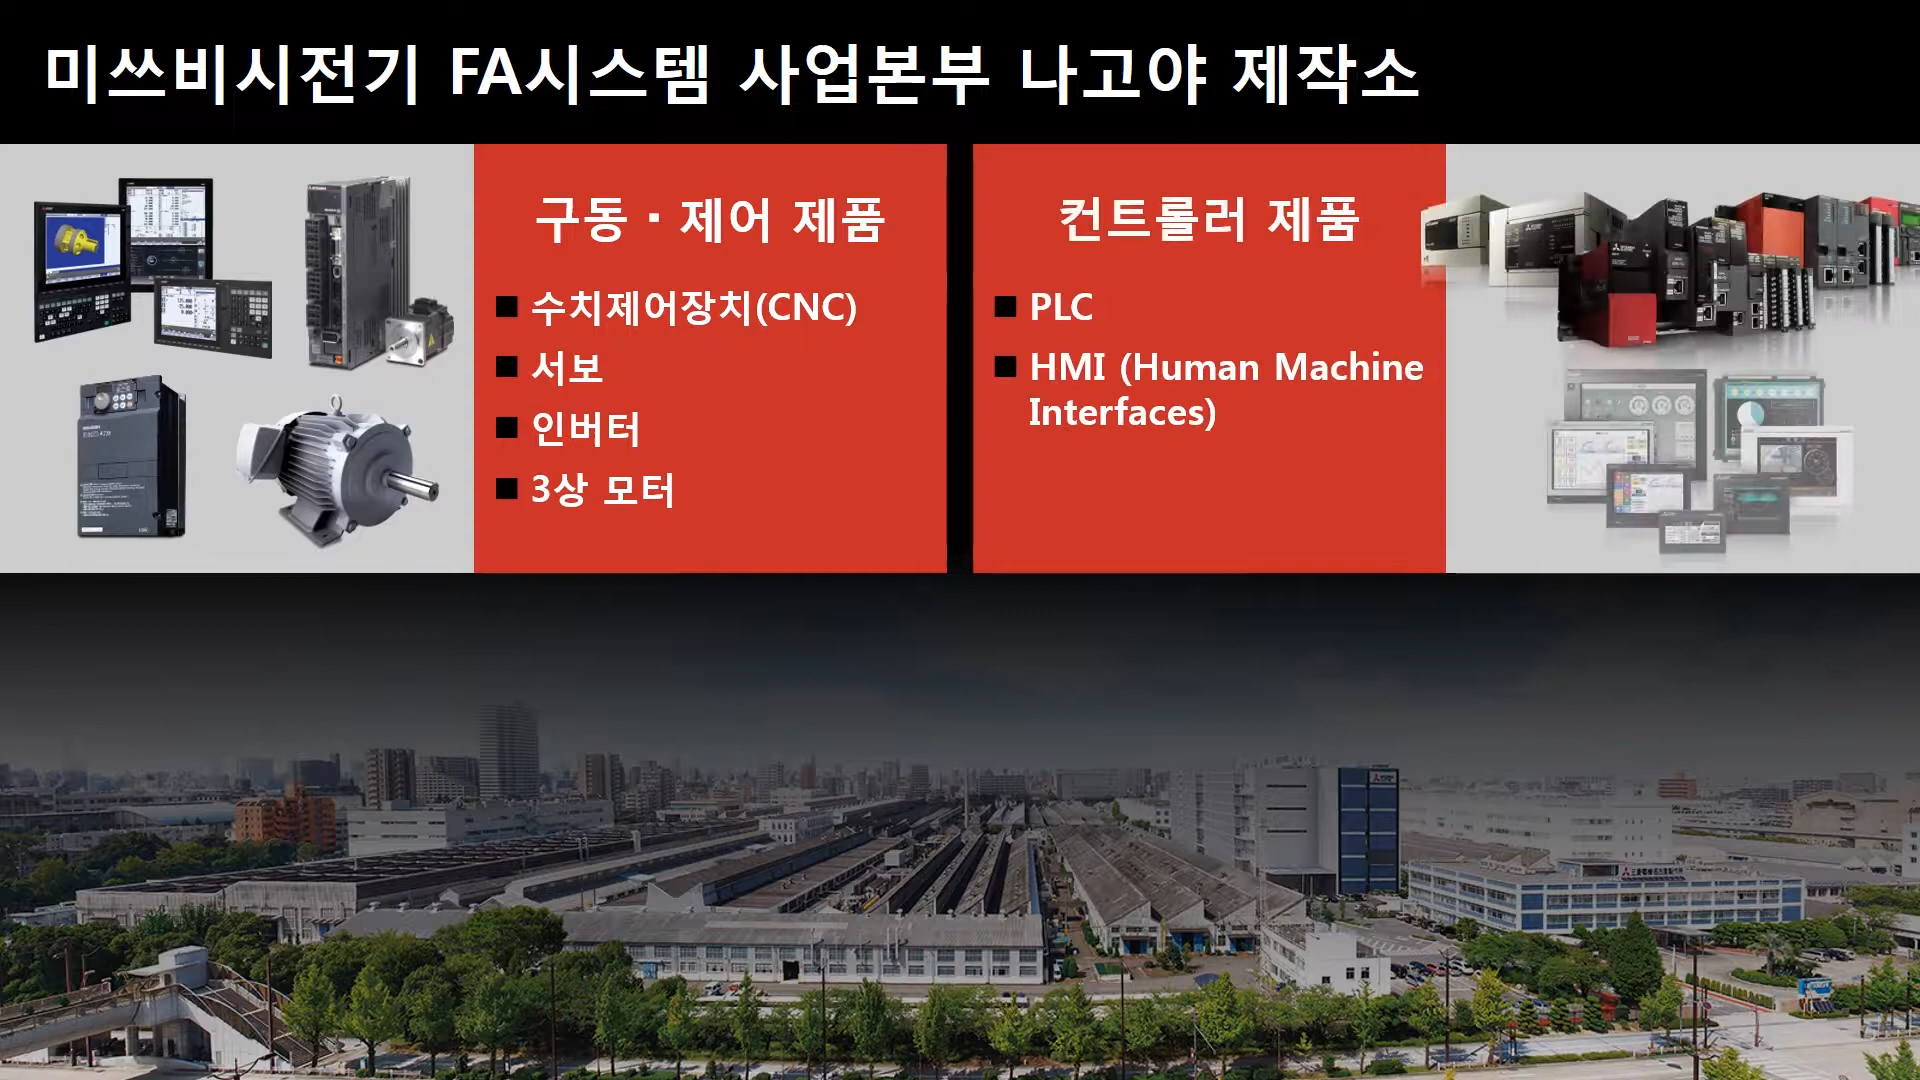 미쓰비시전기 FA시스템 사업본부 나고야 제작소
구동·제어 제품
■ 수치제어장치(CNC)
■ 서보
■ 인버터
■ 3상 모터
컨트롤러 제품
■ PLC
■ HMI (Human Machine
Interfaces)